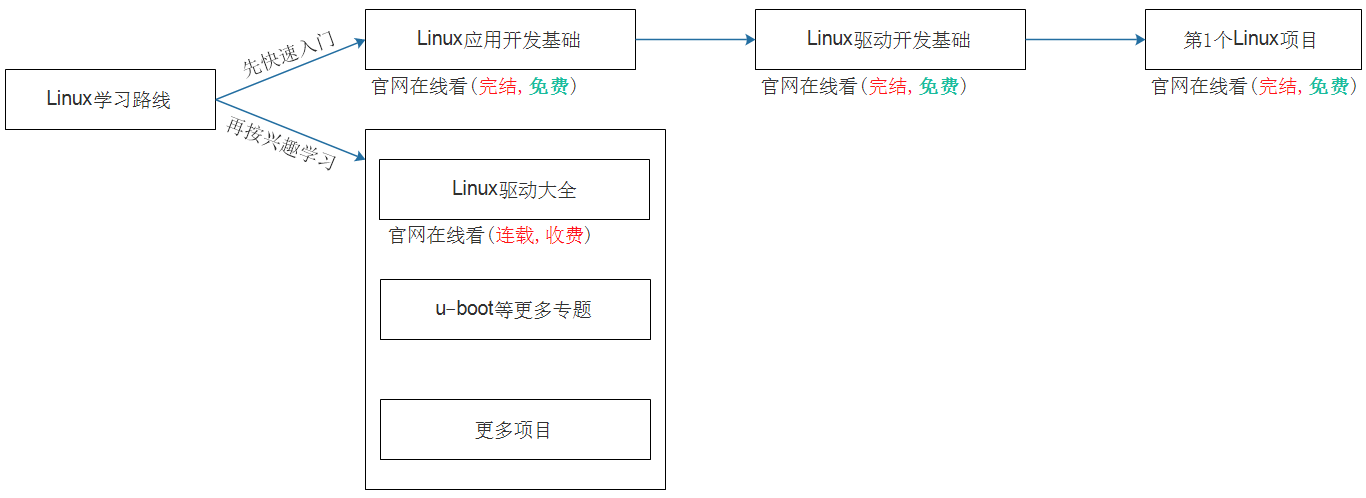 Linux学习路线
先快速入门
再按兴趣学习
Linux应用开发基础
官网在线看(完结,免费)
Linux驱动开发基础
官网在线看(完结,免费)
第1个Linux项目
官网在线看(完结,免费)
Linux驱动大全
官网在线看(连载,收费)
u-boot等更多专题
更多项目